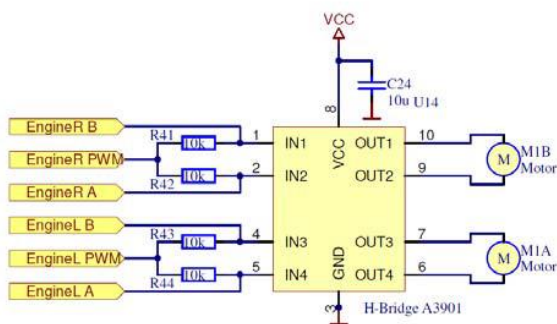 VCC
C24
10u U14
8
EngineR B
R41
1
IN1
VCC
OUT1
10
M1B
10k
EngineR PWM
M
Motor
2
IN2
OUT2
9
10k
R42
EngineR A
EngineL B
R43
4
IN3
OUT3
7
M1A
10k
EngineL PWM
M
Motor
5
IN4
GND
OUT4
6
10k
R44
EngineL A
3
H-Bridge A3901